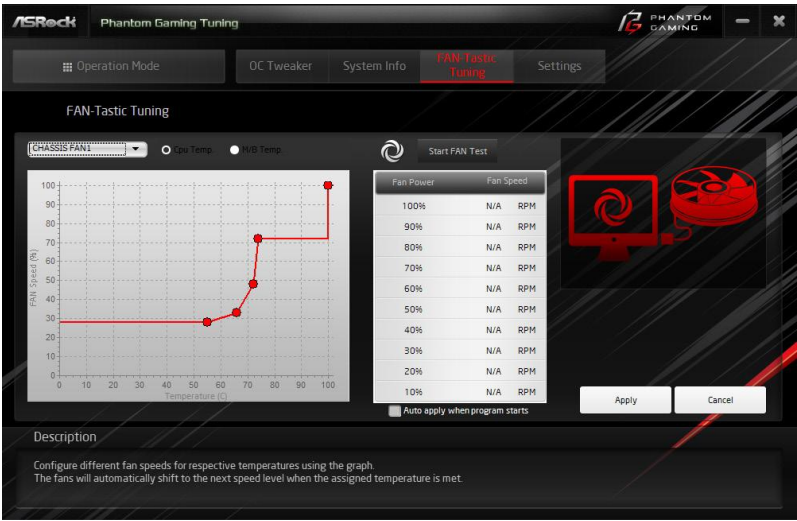 ASRock Phantom Gaming Tuning PHANTOM
GAMING
Operation Mode OC Tweaker System Info FAN-Tastic
Tuning Settings
FAN-Tastic Tuning
CHASSIS FAN1 Cpu Temp. M/B Temp. Start FAN Test
Fan Power Fan Speed
100% N/A RPM
90% N/A RPM
80% N/A RPM
70% N/A RPM
60% N/A RPM
50% N/A RPM
40% N/A RPM
30% N/A RPM
20% N/A RPM
10% N/A RPM
FAN Speed (%)
100
90
80
70
60
50
40
30
20
10
0
0 10 20 30 40 50 60 70 80 90 100
Temperature (C)
Auto apply when program starts
Apply Cancel
Description
Configure different fan speeds for respective temperatures using the graph.
The fans will automatically shift to the next speed level when the assigned temperature is met.